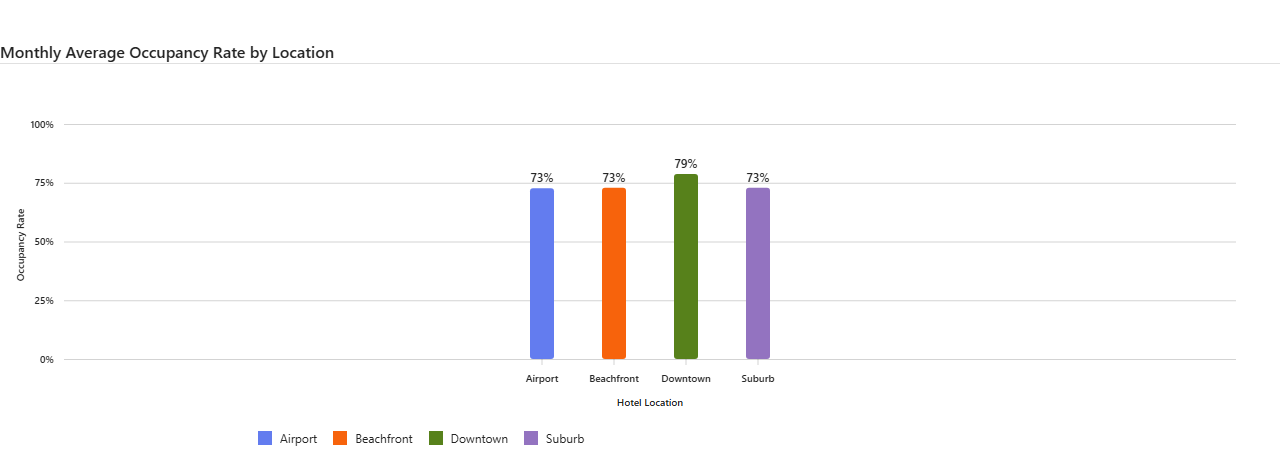 Monthly Average Occupancy Rate by Location
100%
75%
50%
25%
0%
Occupancy Rate
73% 73% 79% 73%
Airport Beachfront Downtown Suburb
Hotel Location
Airport Beachfront Downtown Suburb